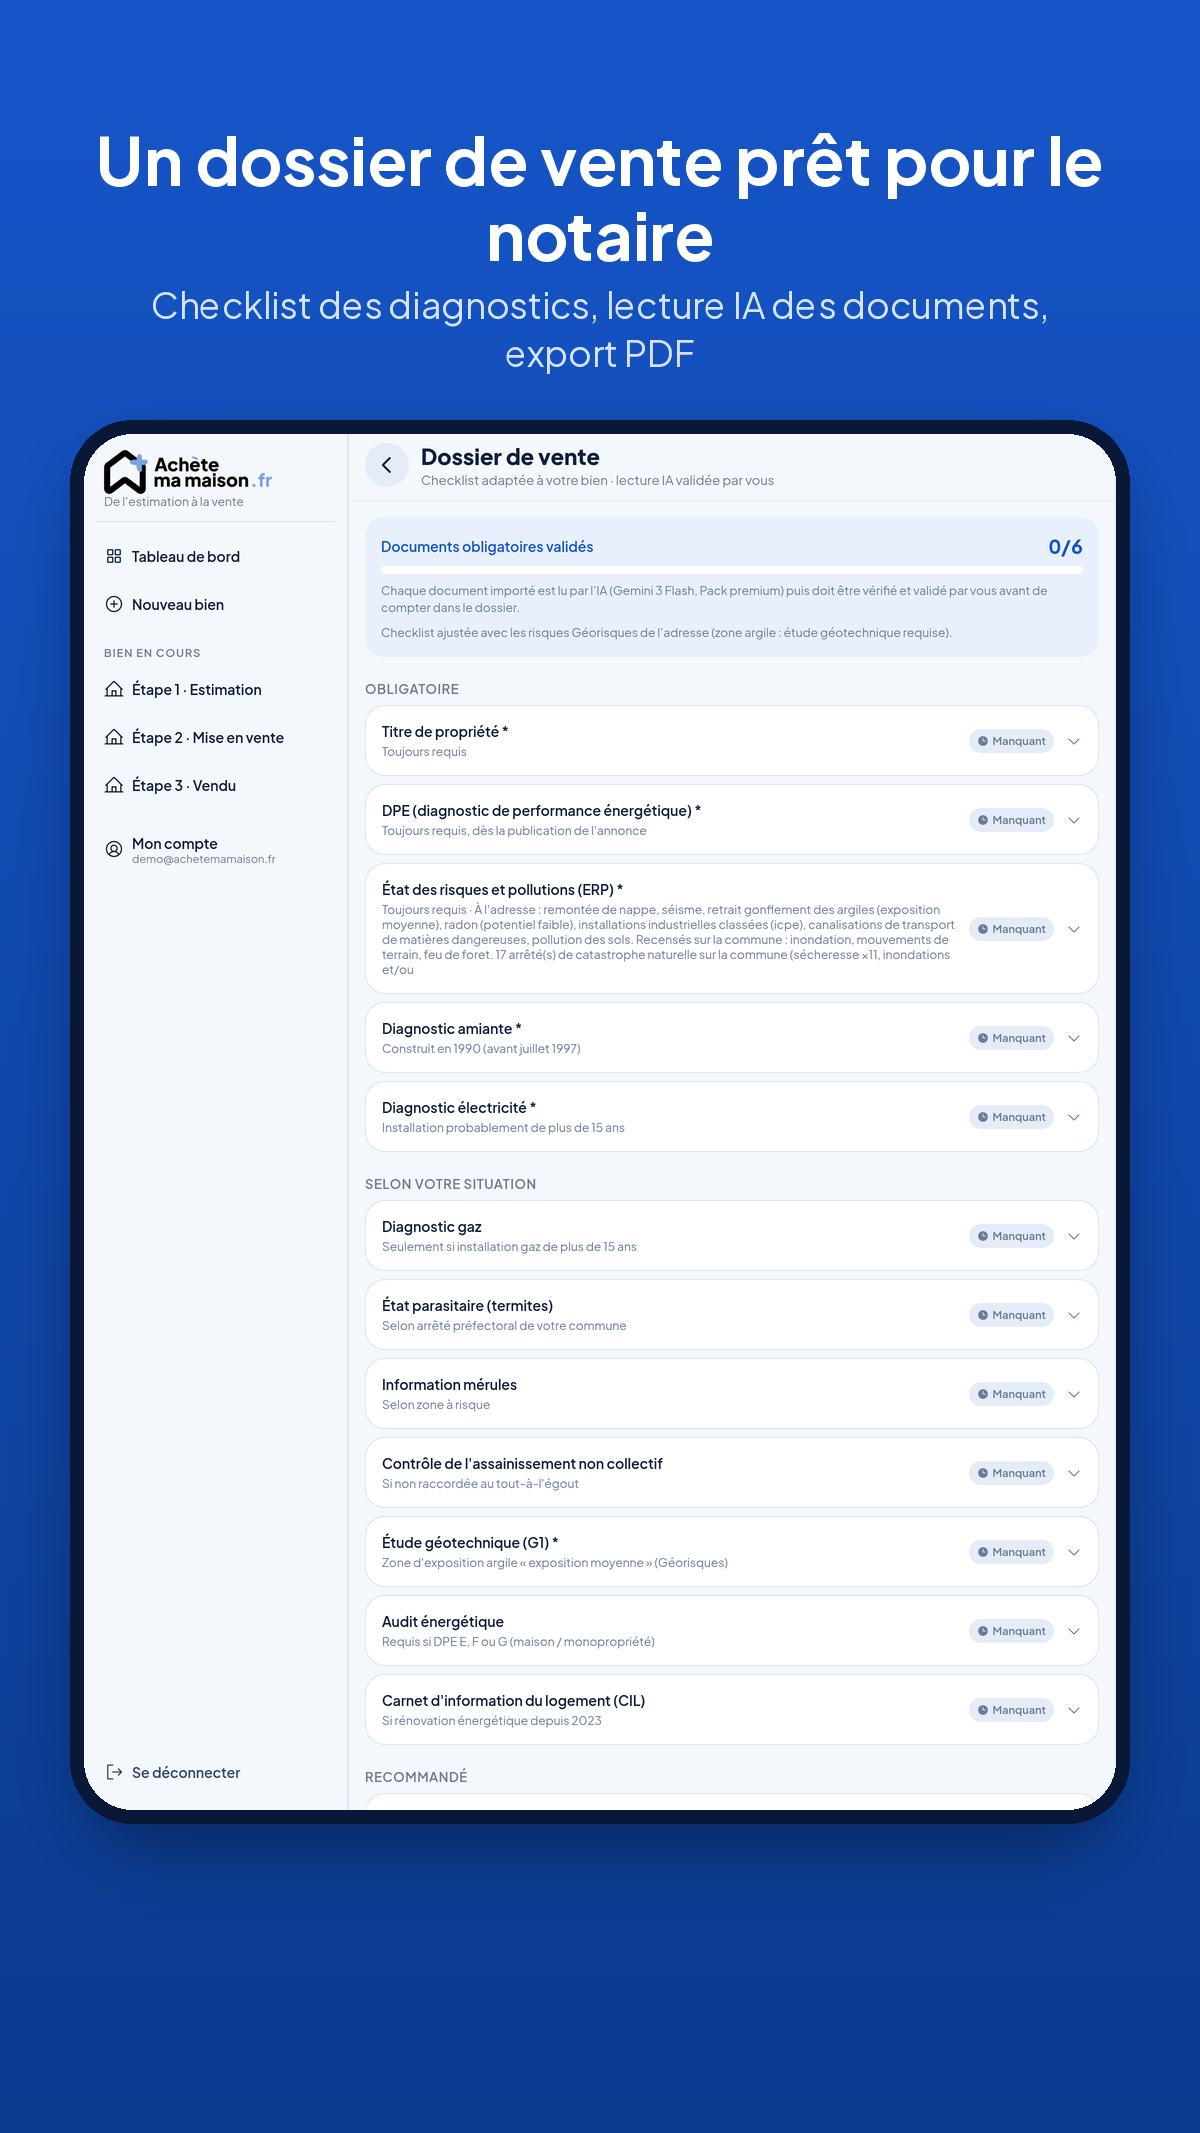 Un dossier de vente prêt pour le
notaire
Checklist des diagnostics, lecture IA des documents,
export PDF
Achète
ma maison.fr
De l'estimation à la vente
Tableau de bord
Nouveau bien
BIEN EN COURS
Étape 1 · Estimation
Étape 2 · Mise en vente
Étape 3 · Vendu
Mon compte
demo@achetemamaison.fr
Se déconnecter
Dossier de vente
Checklist adaptée à votre bien · lecture IA validée par vous
Documents obligatoires validés
0/6
Chaque document importé est lu par l'IA (Gemini 3 Flash, Pack premium) puis doit être vérifié et validé par vous avant de
compter dans le dossier.
Checklist ajustée avec les risques Géorisques de l'adresse (zone argile : étude géotechnique requise).
OBLIGATOIRE
Titre de propriété *
Toujours requis
Manquant
DPE (diagnostic de performance énergétique) *
Toujours requis, dès la publication de l'annonce
Manquant
État des risques et pollutions (ERP) *
Toujours requis · À l'adresse : remontée de nappe, séisme, retrait gonflement des argiles (exposition
moyenne), radon (potentiel faible), installations industrielles classées (icpe), canalisations de transport
de matières dangereuses, pollution des sols. Recensés sur la commune : inondation, mouvements de
terrain, feu de foret. 17 arrêté(s) de catastrophe naturelle sur la commune (sécheresse ×11, inondations
et/ou
Manquant
Diagnostic amiante *
Construit en 1990 (avant juillet 1997)
Manquant
Diagnostic électricité *
Installation probablement de plus de 15 ans
Manquant
SELON VOTRE SITUATION
Diagnostic gaz
Seulement si installation gaz de plus de 15 ans
Manquant
État parasitaire (termites)
Selon arrêté préfectoral de votre commune
Manquant
Information mérules
Selon zone à risque
Manquant
Contrôle de l'assainissement non collectif
Si non raccordée au tout-à-l'égout
Manquant
Étude géotechnique (G1) *
Zone d'exposition argile « exposition moyenne » (Géorisques)
Manquant
Audit énergétique
Requis si DPE E, F ou G (maison / monopropriété)
Manquant
Carnet d'information du logement (CIL)
Si rénovation énergétique depuis 2023
Manquant
RECOMMANDÉ